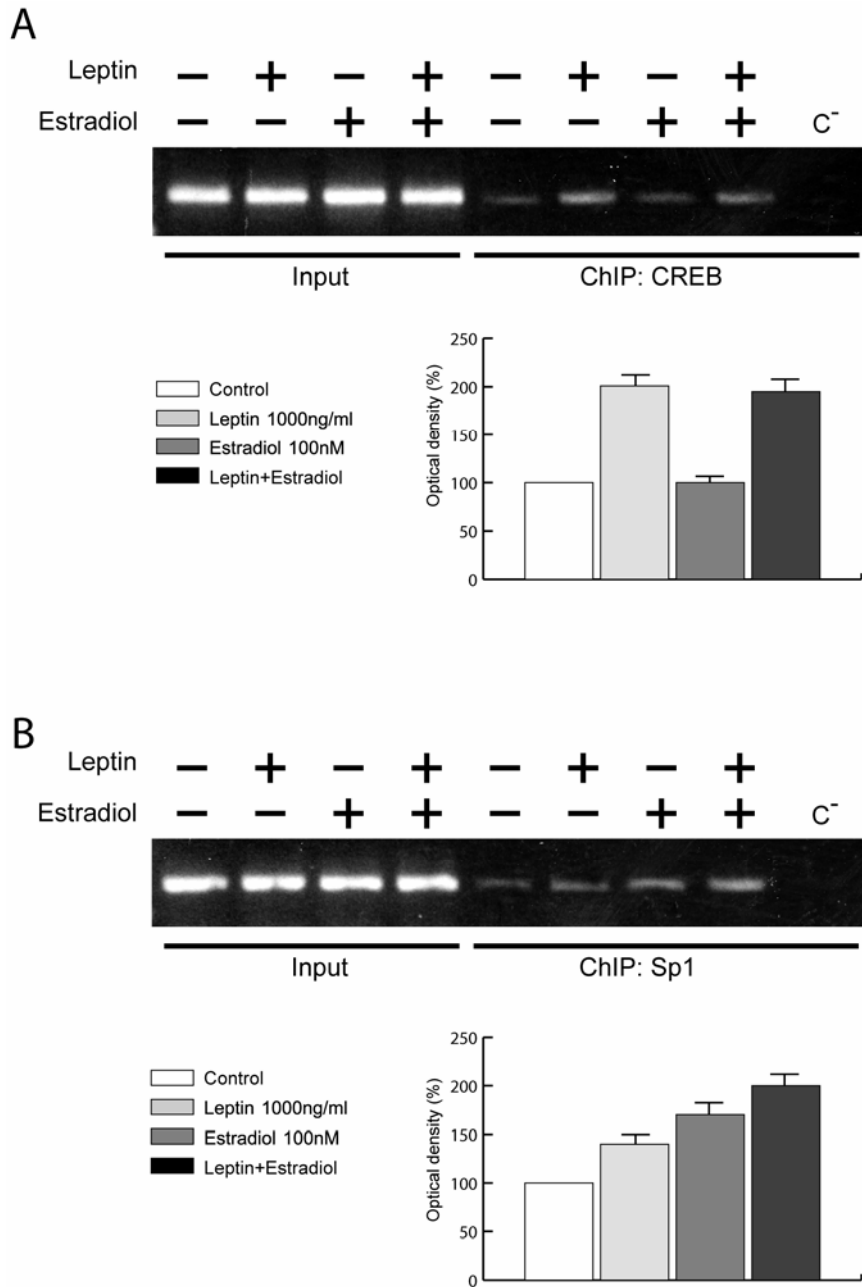 A
Leptin − + − + − + − +
Estradiol − − + + − − + + C⁻
Input ChIP: CREB
Control
Leptin 1000ng/ml
Estradiol 100nM
Leptin+Estradiol
Optical density (%)
250
200
150
100
50
0
B
Leptin − + − + − + − +
Estradiol − − + + − − + + C⁻
Input ChIP: Sp1
Control
Leptin 1000ng/ml
Estradiol 100nM
Leptin+Estradiol
Optical density (%)
250
200
150
100
50
0